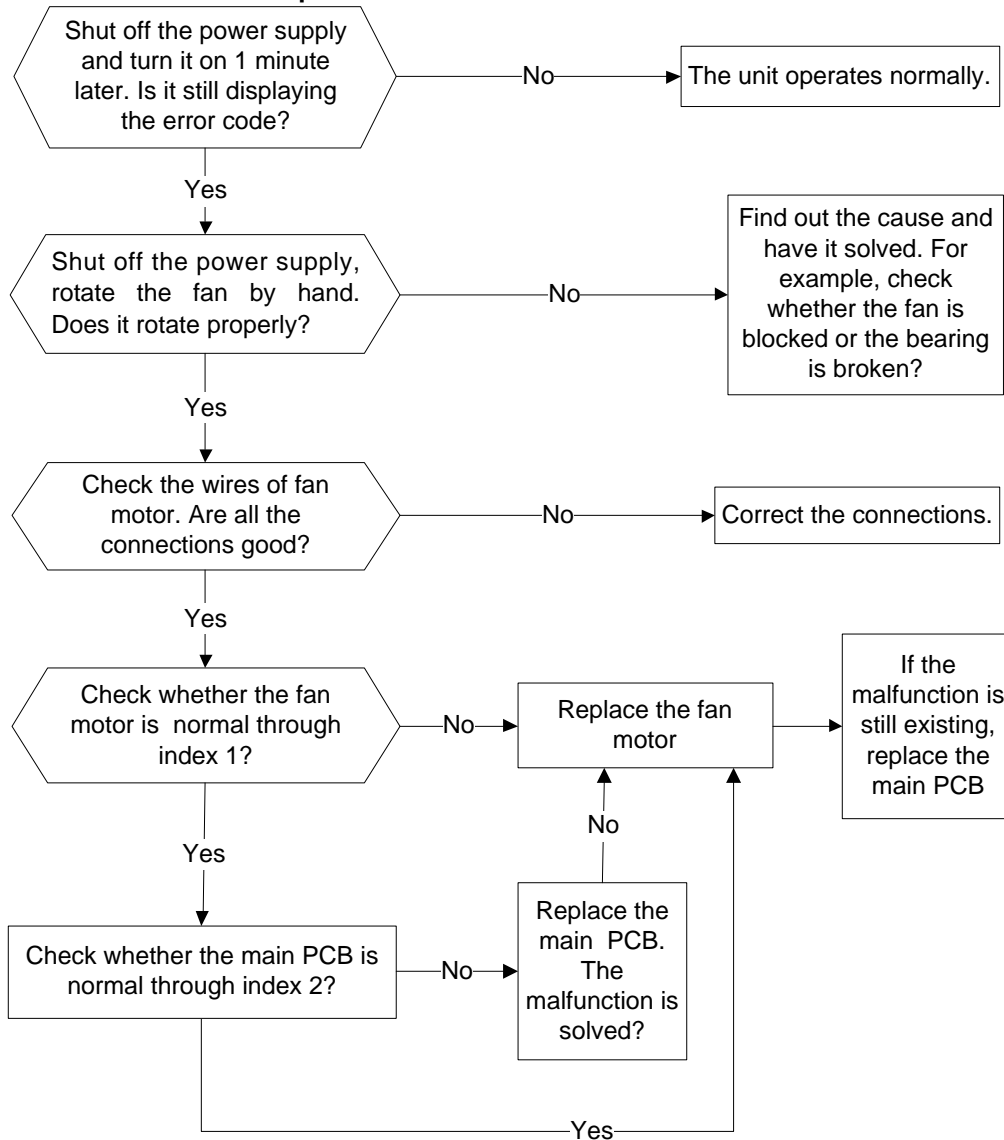 Shut off the power supply
and turn it on 1 minute
later. Is it still displaying
the error code?
No
The unit operates normally.
Yes
Shut off the power supply,
rotate the fan by hand.
Does it rotate properly?
No
Find out the cause and
have it solved. For
example, check
whether the fan is
blocked or the bearing
is broken?
Yes
Check the wires of fan
motor. Are all the
connections good?
No
Correct the connections.
Yes
Check whether the fan
motor is normal through
index 1?
No
Replace the fan
motor
If the
malfunction is
still existing,
replace the
main PCB
Yes
No
Check whether the main PCB is
normal through index 2?
No
Replace the
main PCB.
The
malfunction is
solved?
Yes